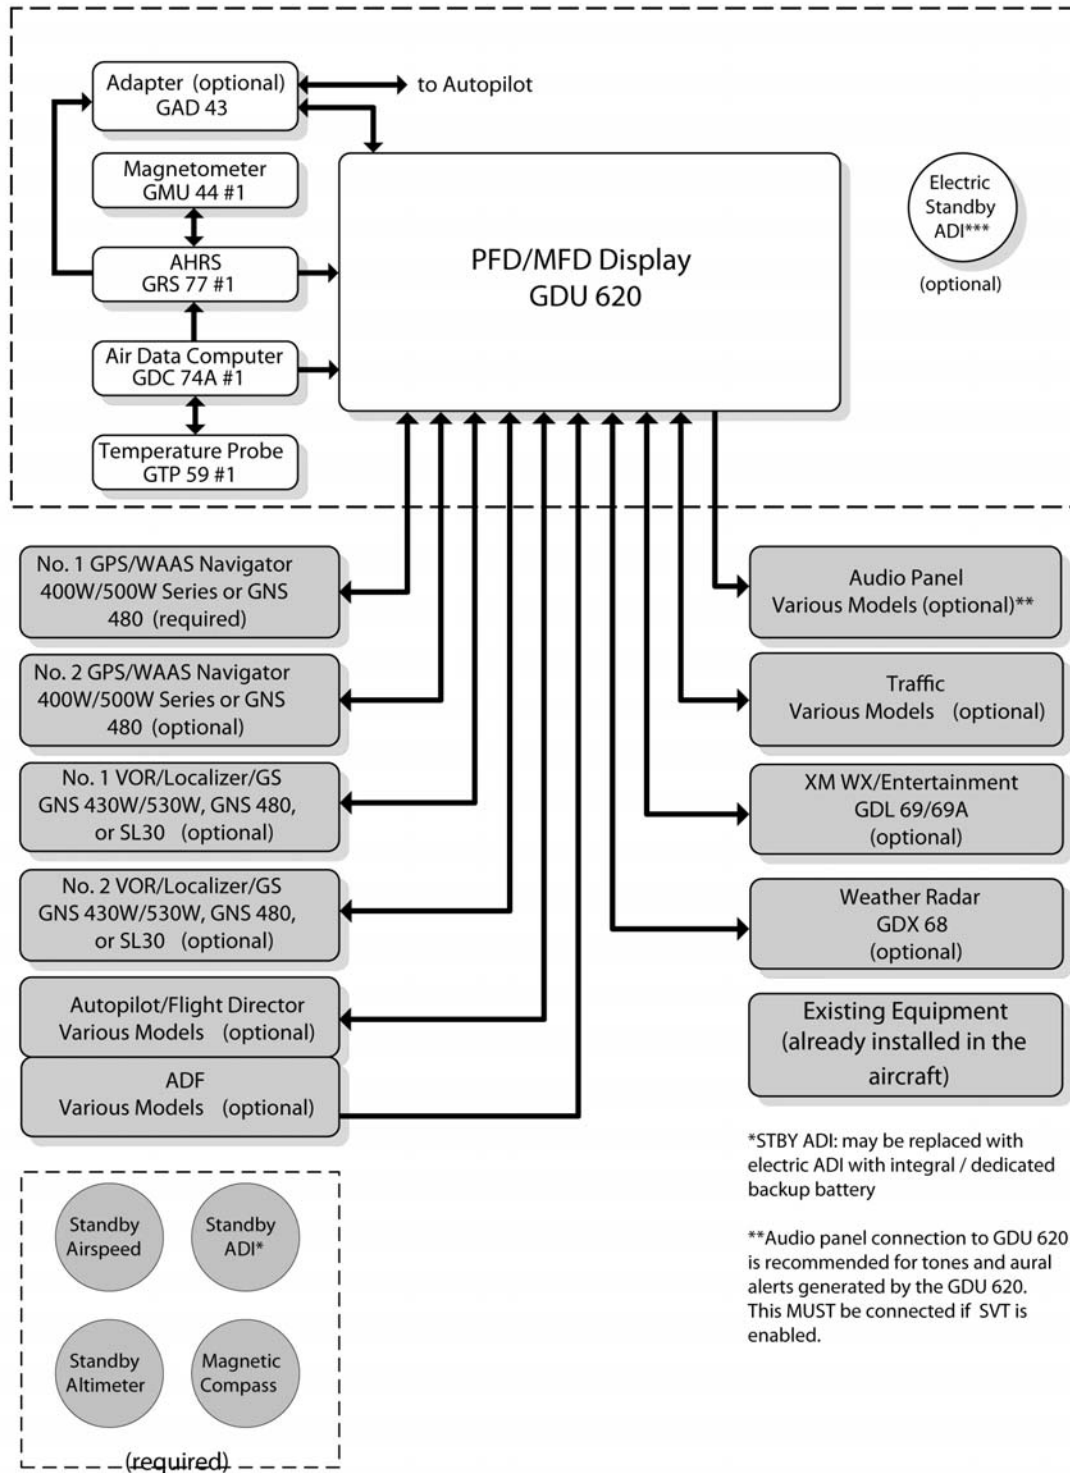 Adapter (optional)
GAD 43
to Autopilot
Magnetometer
GMU 44 #1
AHRS
GRS 77 #1
Air Data Computer
GDC 74A #1
Temperature Probe
GTP 59 #1
PFD/MFD Display
GDU 620
Electric
Standby
ADI***
(optional)
No. 1 GPS/WAAS Navigator
400W/500W Series or GNS
480 (required)
No. 2 GPS/WAAS Navigator
400W/500W Series or GNS
480 (optional)
No. 1 VOR/Localizer/GS
GNS 430W/530W, GNS 480,
or SL30 (optional)
No. 2 VOR/Localizer/GS
GNS 430W/530W, GNS 480,
or SL30 (optional)
Autopilot/Flight Director
Various Models (optional)
ADF
Various Models (optional)
Audio Panel
Various Models (optional)**
Traffic
Various Models (optional)
XM WX/Entertainment
GDL 69/69A
(optional)
Weather Radar
GDX 68
(optional)
Existing Equipment
(already installed in the
aircraft)
*STBY ADI: may be replaced with
electric ADI with integral / dedicated
backup battery
**Audio panel connection to GDU 620
is recommended for tones and aural
alerts generated by the GDU 620.
This MUST be connected if SVT is
enabled.
Standby
Airspeed
Standby
ADI*
Standby
Altimeter
Magnetic
Compass
(required)